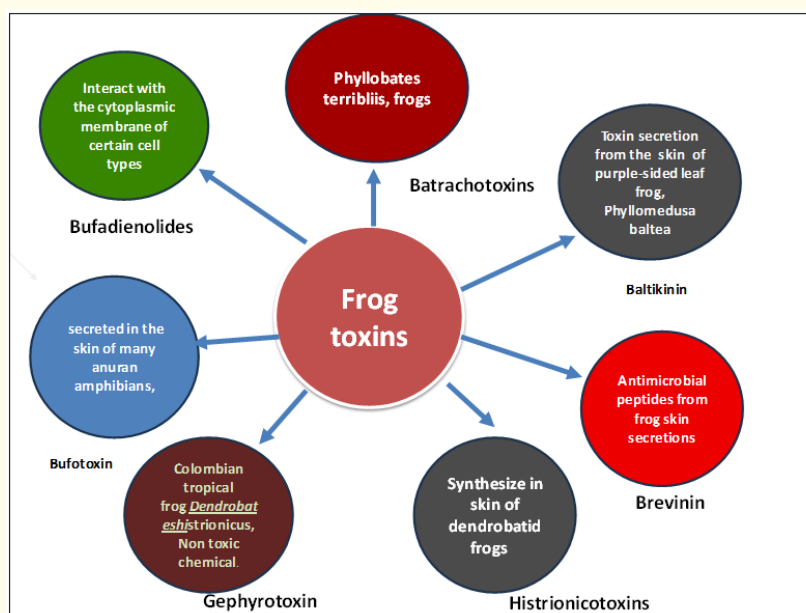 Interact with
the cytoplasmic
membrane of
certain cell
types
Bufadienolides
Phyllobates
terribliis, frogs
Batrachotoxins
Toxin secretion
from the skin of
purple-sided leaf
frog,
Phyllomedusa
baltea
Baltikinin
Frog
toxins
secreted in the
skin of many
anuran
amphibians,
Bufotoxin
Antimicrobial
peptides from
frog skin
secretions
Brevinin
Colombian
tropical
frog Dendrobat
eshistrionicus,
Non toxic
chemical.
Gephyrotoxin
Synthesize in
skin of
dendrobatid
frogs
Histrionicotoxins